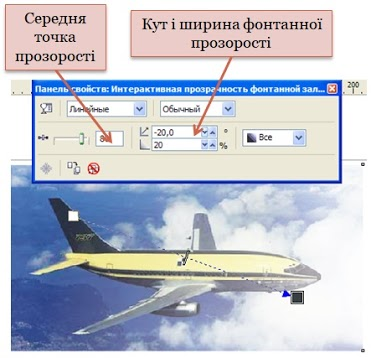 Середня
точка
прозорості
Кут і ширина фонтанної
прозорості
Панель свойств: Интерактивная прозрачность фонтанной зал...
200
Линейные
Обычный
-20,0
°
Все
20
%